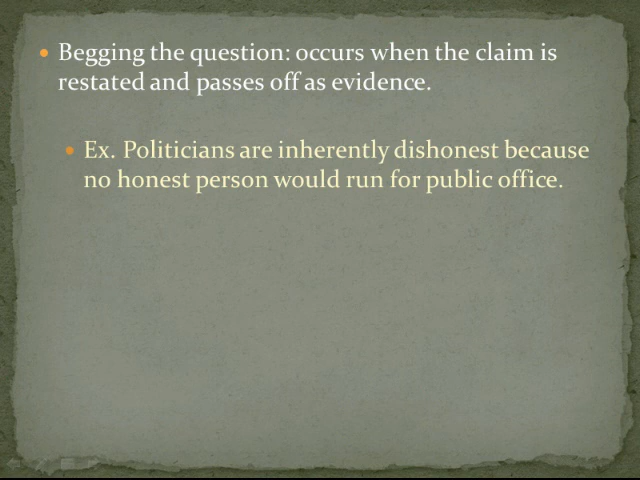 Begging the question: occurs when the claim is
restated and passes off as evidence.
Ex. Politicians are inherently dishonest because
no honest person would run for public office.